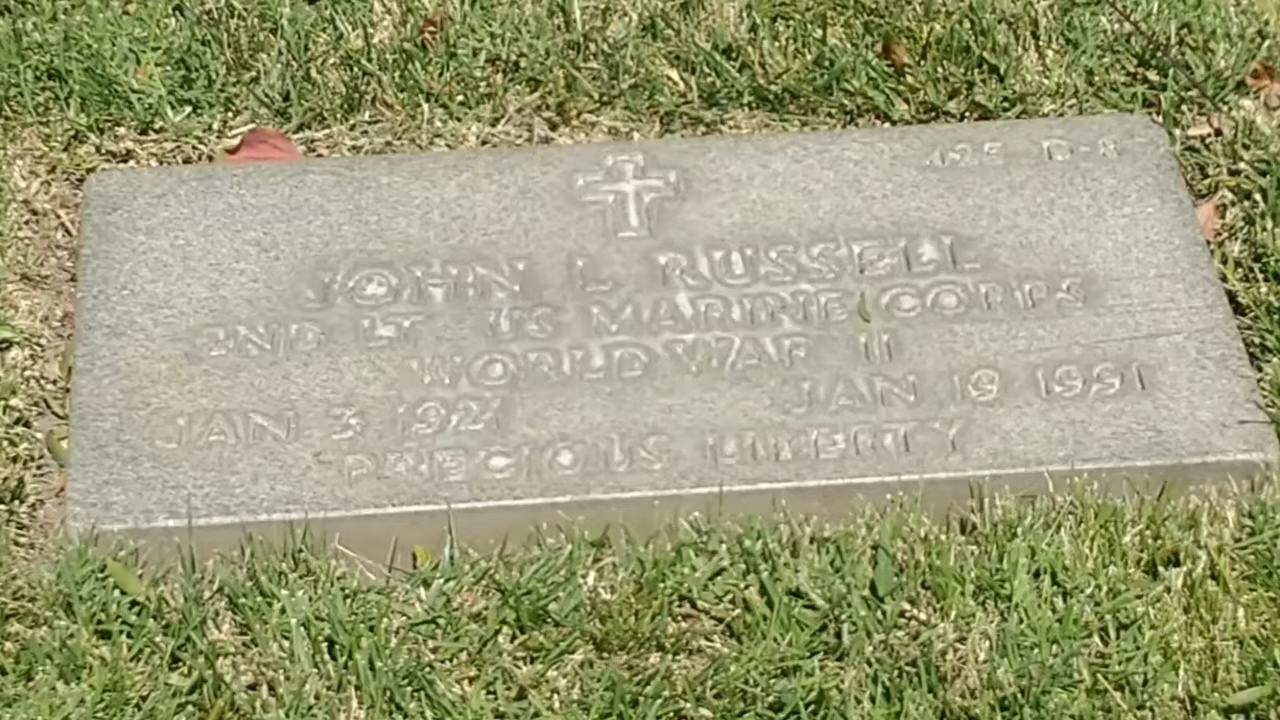 JOHN L RUSSELL
2ND LT US MARINE CORPS
WORLD WAR II
JAN 3 1921 JAN 19 1991
PRECIOUS LIBERTY